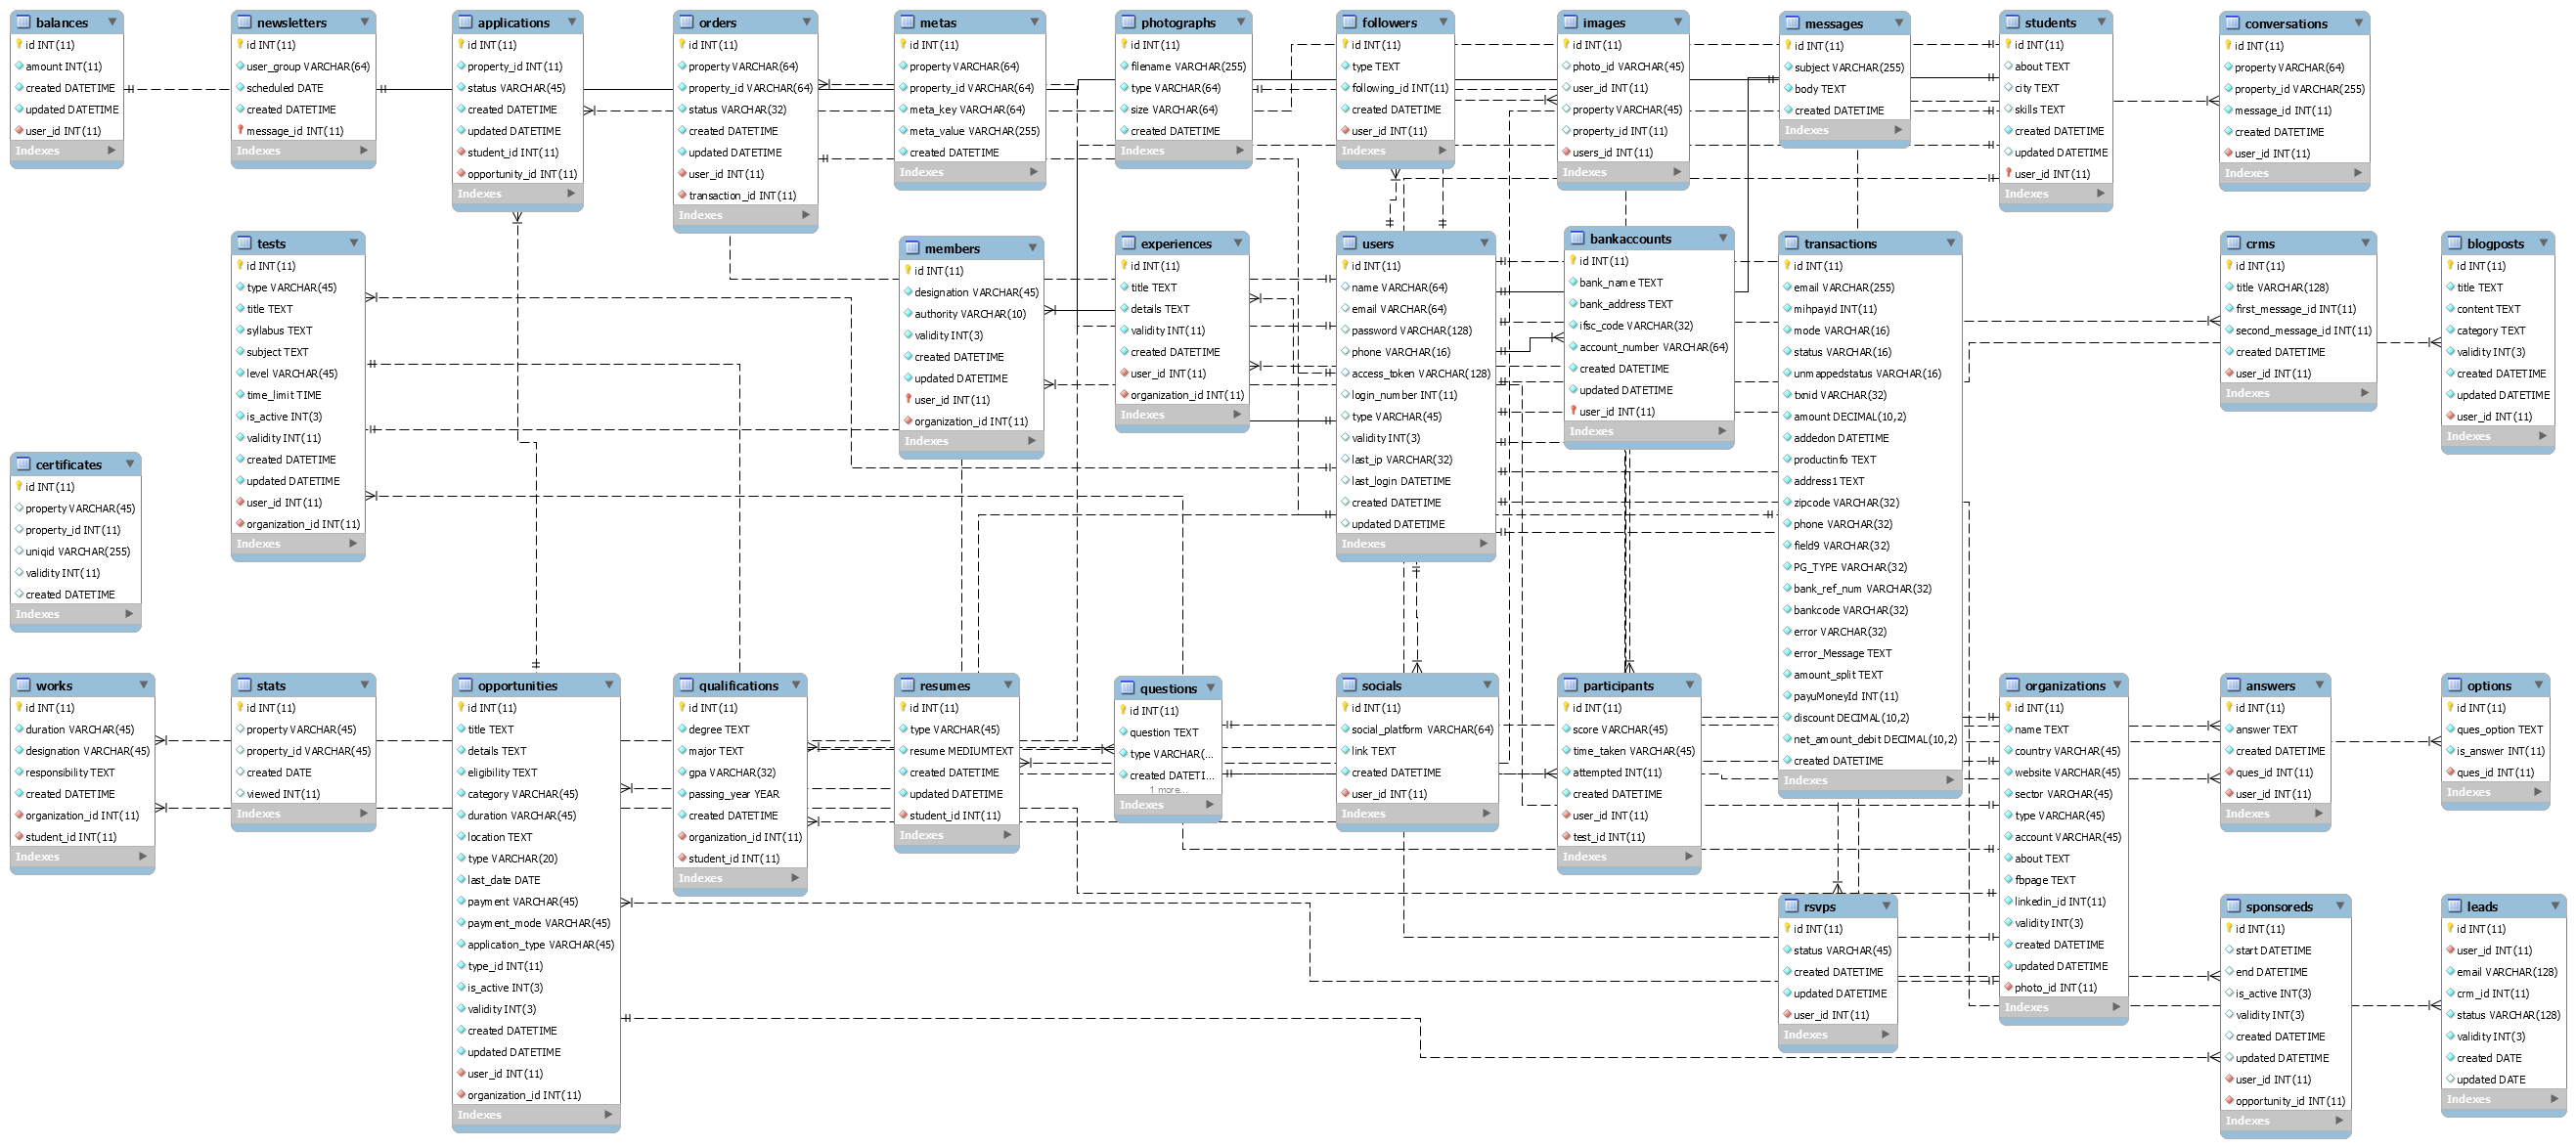 balances
id INT(11)
amount INT(11)
created DATETIME
updated DATETIME
user_id INT(11)
Indexes
newsletters
id INT(11)
user_group VARCHAR(64)
scheduled DATE
created DATETIME
message_id INT(11)
Indexes
applications
id INT(11)
property_id INT(11)
status VARCHAR(45)
created DATETIME
updated DATETIME
student_id INT(11)
opportunity_id INT(11)
Indexes
orders
id INT(11)
property VARCHAR(64)
property_id VARCHAR(64)
status VARCHAR(32)
created DATETIME
updated DATETIME
user_id INT(11)
transaction_id INT(11)
Indexes
metas
id INT(11)
property VARCHAR(64)
property_id VARCHAR(64)
meta_key VARCHAR(64)
meta_value VARCHAR(255)
created DATETIME
Indexes
photographs
id INT(11)
filename VARCHAR(255)
type VARCHAR(64)
size VARCHAR(64)
created DATETIME
Indexes
followers
id INT(11)
type TEXT
following_id INT(11)
created DATETIME
user_id INT(11)
Indexes
images
id INT(11)
photo_id VARCHAR(45)
user_id INT(11)
property VARCHAR(45)
property_id INT(11)
users_id INT(11)
Indexes
messages
id INT(11)
subject VARCHAR(255)
body TEXT
created DATETIME
Indexes
students
id INT(11)
about TEXT
city TEXT
skills TEXT
created DATETIME
updated DATETIME
user_id INT(11)
Indexes
conversations
id INT(11)
property VARCHAR(64)
property_id VARCHAR(255)
message_id INT(11)
created DATETIME
user_id INT(11)
Indexes
tests
id INT(11)
type VARCHAR(45)
title TEXT
syllabus TEXT
subject TEXT
level VARCHAR(45)
time_limit TIME
is_active INT(3)
validity INT(11)
created DATETIME
updated DATETIME
user_id INT(11)
organization_id INT(11)
Indexes
members
id INT(11)
designation VARCHAR(45)
authority VARCHAR(10)
validity INT(3)
created DATETIME
updated DATETIME
user_id INT(11)
organization_id INT(11)
Indexes
experiences
id INT(11)
title TEXT
details TEXT
validity INT(11)
created DATETIME
user_id INT(11)
organization_id INT(11)
Indexes
users
id INT(11)
name VARCHAR(64)
email VARCHAR(64)
password VARCHAR(128)
phone VARCHAR(16)
access_token VARCHAR(128)
login_number INT(11)
type VARCHAR(45)
validity INT(3)
last_ip VARCHAR(32)
last_login DATETIME
created DATETIME
updated DATETIME
Indexes
bankaccounts
id INT(11)
bank_name TEXT
bank_address TEXT
ifsc_code VARCHAR(32)
account_number VARCHAR(64)
created DATETIME
updated DATETIME
user_id INT(11)
Indexes
transactions
id INT(11)
email VARCHAR(255)
mihpayid INT(11)
mode VARCHAR(16)
status VARCHAR(16)
unmappedstatus VARCHAR(16)
txnid VARCHAR(32)
amount DECIMAL(10,2)
addedon DATETIME
productinfo TEXT
address1 TEXT
zipcode VARCHAR(32)
phone VARCHAR(32)
field9 VARCHAR(32)
PG_TYPE VARCHAR(32)
bank_ref_num VARCHAR(32)
bankcode VARCHAR(32)
error VARCHAR(32)
error_Message TEXT
amount_split TEXT
payuMoneyId INT(11)
discount DECIMAL(10,2)
net_amount_debit DECIMAL(10,2)
created DATETIME
Indexes
crms
id INT(11)
title VARCHAR(128)
first_message_id INT(11)
second_message_id INT(11)
created DATETIME
user_id INT(11)
Indexes
blogposts
id INT(11)
title TEXT
content TEXT
category TEXT
validity INT(3)
created DATETIME
updated DATETIME
user_id INT(11)
Indexes
certificates
id INT(11)
property VARCHAR(45)
property_id INT(11)
uniqid VARCHAR(255)
validity INT(11)
created DATETIME
Indexes
works
id INT(11)
duration VARCHAR(45)
designation VARCHAR(45)
responsibility TEXT
created DATETIME
organization_id INT(11)
student_id INT(11)
Indexes
stats
id INT(11)
property VARCHAR(45)
property_id VARCHAR(45)
created DATE
viewed INT(11)
Indexes
opportunities
id INT(11)
title TEXT
details TEXT
eligibility TEXT
category VARCHAR(45)
duration VARCHAR(45)
location TEXT
type VARCHAR(20)
last_date DATE
payment VARCHAR(45)
payment_mode VARCHAR(45)
application_type VARCHAR(45)
type_id INT(11)
is_active INT(3)
validity INT(3)
created DATETIME
updated DATETIME
user_id INT(11)
organization_id INT(11)
Indexes
qualifications
id INT(11)
degree TEXT
major TEXT
gpa VARCHAR(32)
passing_year YEAR
created DATETIME
organization_id INT(11)
student_id INT(11)
Indexes
resumes
id INT(11)
type VARCHAR(45)
resume MEDIUMTEXT
created DATETIME
updated DATETIME
student_id INT(11)
Indexes
questions
id INT(11)
question TEXT
type VARCHAR(...
created DATETI...
1 more...
Indexes
socials
id INT(11)
social_platform VARCHAR(64)
link TEXT
created DATETIME
user_id INT(11)
Indexes
participants
id INT(11)
score VARCHAR(45)
time_taken VARCHAR(45)
attempted INT(11)
created DATETIME
user_id INT(11)
test_id INT(11)
Indexes
organizations
id INT(11)
name TEXT
country VARCHAR(45)
website VARCHAR(45)
sector VARCHAR(45)
type VARCHAR(45)
account VARCHAR(45)
about TEXT
fbpage TEXT
linkedin_id INT(11)
validity INT(3)
created DATETIME
updated DATETIME
photo_id INT(11)
Indexes
answers
id INT(11)
answer TEXT
created DATETIME
ques_id INT(11)
user_id INT(11)
Indexes
options
id INT(11)
ques_option TEXT
is_answer INT(11)
ques_id INT(11)
Indexes
rsvps
id INT(11)
status VARCHAR(45)
created DATETIME
updated DATETIME
user_id INT(11)
Indexes
sponsoreds
id INT(11)
start DATETIME
end DATETIME
is_active INT(3)
validity INT(3)
created DATETIME
updated DATETIME
user_id INT(11)
opportunity_id INT(11)
Indexes
leads
id INT(11)
user_id INT(11)
email VARCHAR(128)
crm_id INT(11)
status VARCHAR(128)
validity INT(3)
created DATE
updated DATE
Indexes